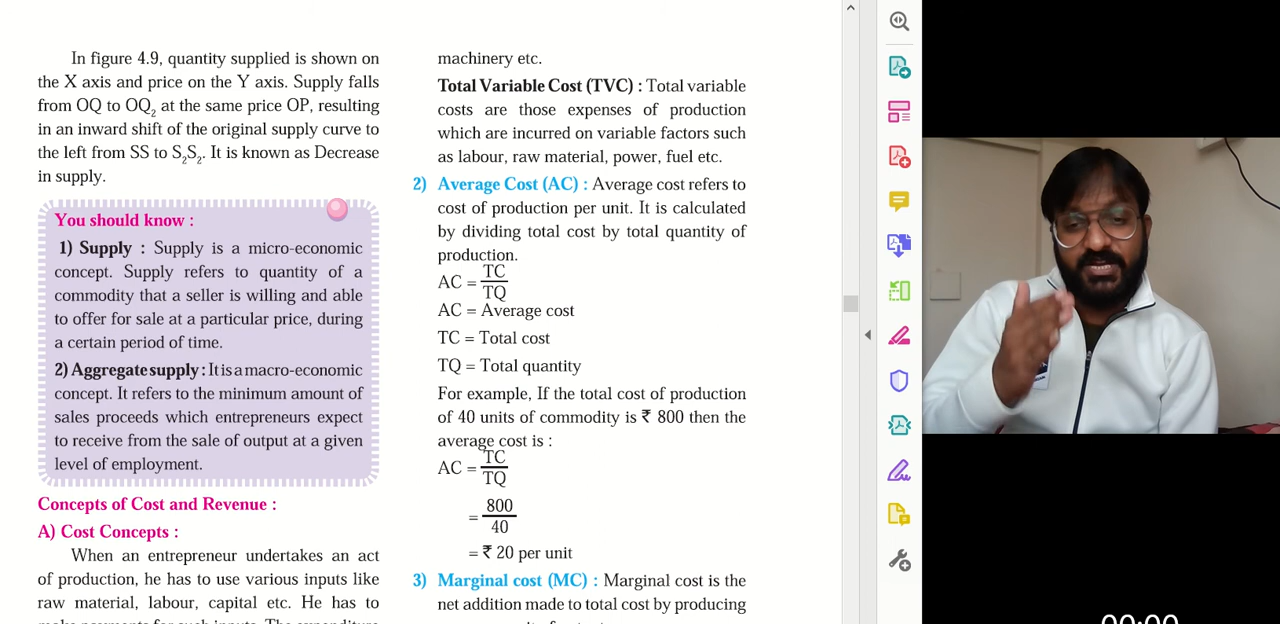 In figure 4.9, quantity supplied is shown on
the X axis and price on the Y axis. Supply falls
from OQ to OQ₂ at the same price OP, resulting
in an inward shift of the original supply curve to
the left from SS to S₂S₂. It is known as Decrease
in supply.
You should know :
1) Supply : Supply is a micro-economic
concept. Supply refers to quantity of a
commodity that a seller is willing and able
to offer for sale at a particular price, during
a certain period of time.
2) Aggregate supply : It is a macro-economic
concept. It refers to the minimum amount of
sales proceeds which entrepreneurs expect
to receive from the sale of output at a given
level of employment.
Concepts of Cost and Revenue :
A) Cost Concepts :
When an entrepreneur undertakes an act
of production, he has to use various inputs like
raw material, labour, capital etc. He has to
machinery etc.
Total Variable Cost (TVC) : Total variable
costs are those expenses of production
which are incurred on variable factors such
as labour, raw material, power, fuel etc.
2) Average Cost (AC) : Average cost refers to
cost of production per unit. It is calculated
by dividing total cost by total quantity of
production.
AC = TC/TQ
AC = Average cost
TC = Total cost
TQ = Total quantity
For example, If the total cost of production
of 40 units of commodity is ₹ 800 then the
average cost is :
AC = TC/TQ
= 800/40
= ₹ 20 per unit
3) Marginal cost (MC) : Marginal cost is the
net addition made to total cost by producing